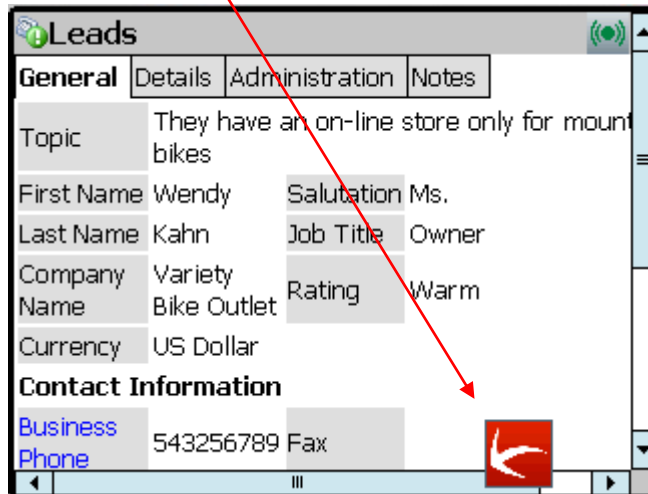 Leads
General Details Administration Notes
Topic They have an on-line store only for mount
bikes
First Name Wendy Salutation Ms.
Last Name Kahn Job Title Owner
Company Name Variety Bike Outlet Rating Warm
Currency US Dollar
Contact Information
Business Phone 543256789 Fax